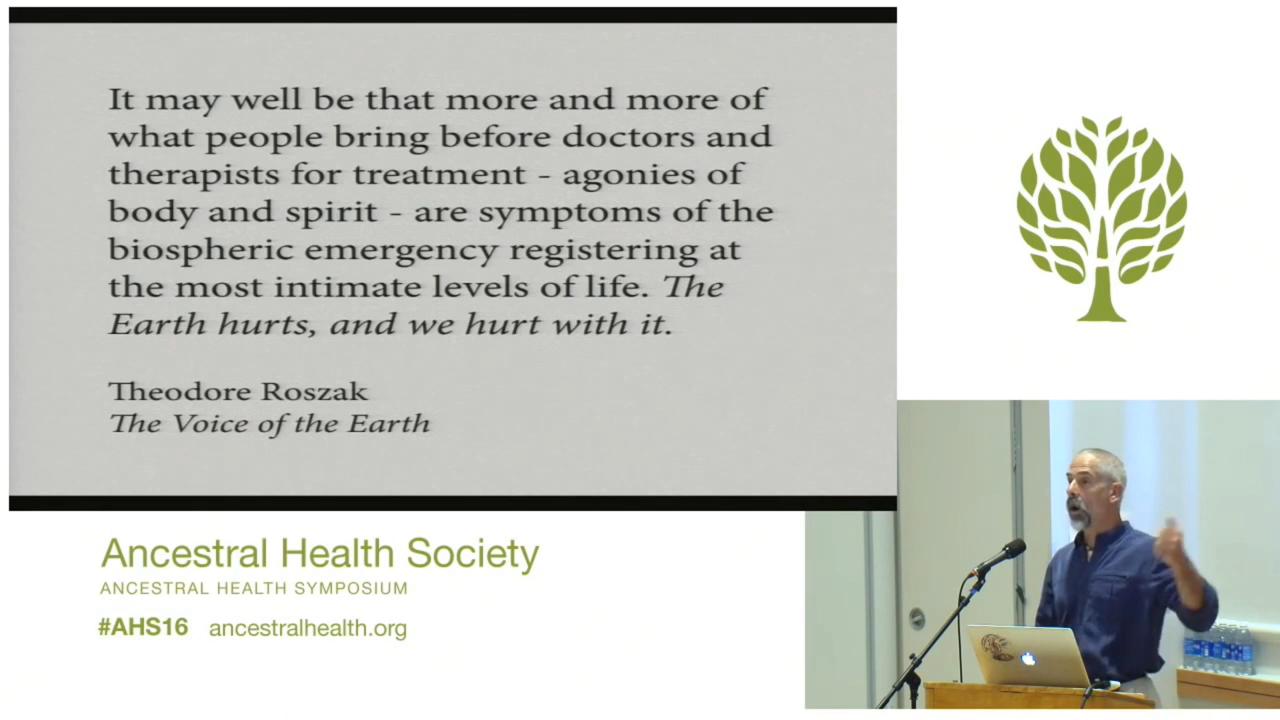 It may well be that more and more of
what people bring before doctors and
therapists for treatment - agonies of
body and spirit - are symptoms of the
biospheric emergency registering at
the most intimate levels of life. The
Earth hurts, and we hurt with it.
Theodore Roszak
The Voice of the Earth
Ancestral Health Society
ANCESTRAL HEALTH SYMPOSIUM
#AHS16 ancestralhealth.org